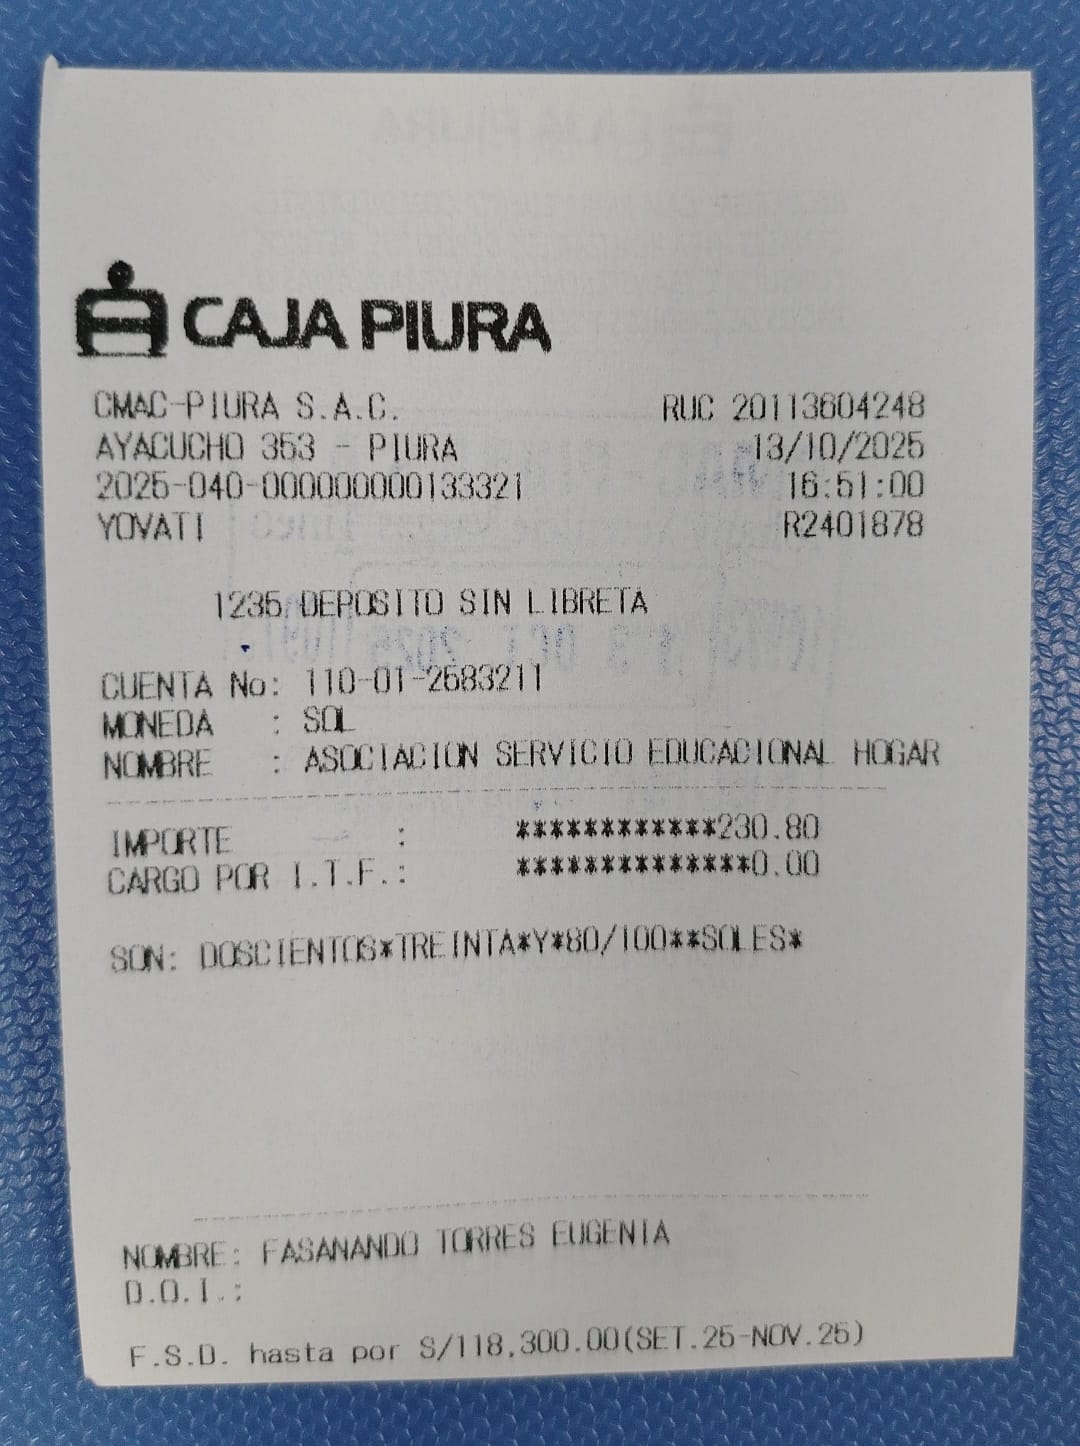 CAJA PIURA
CMAC-PIURA S.A.C. RUC 20113604248
AYACUCHO 353 - PIURA 13/10/2025
2025-040-000000000133321 16:51:00
YOVATI R2401878
1235 DEPOSITO SIN LIBRETA
CUENTA No: 110-01-2583211
MONEDA : SOL
NOMBRE : ASOCIACION SERVICIO EDUCACIONAL HOGAR
IMPORTE : ************230.80
CARGO POR I.T.F.: **************0.00
SON: DOSCIENTOS*TREINTA*Y*80/100**SOLES*
NOMBRE: FASANANDO TORRES EUGENIA
D.O.I.:
F.S.D. hasta por S/118,300.00(SET.25-NOV.25)